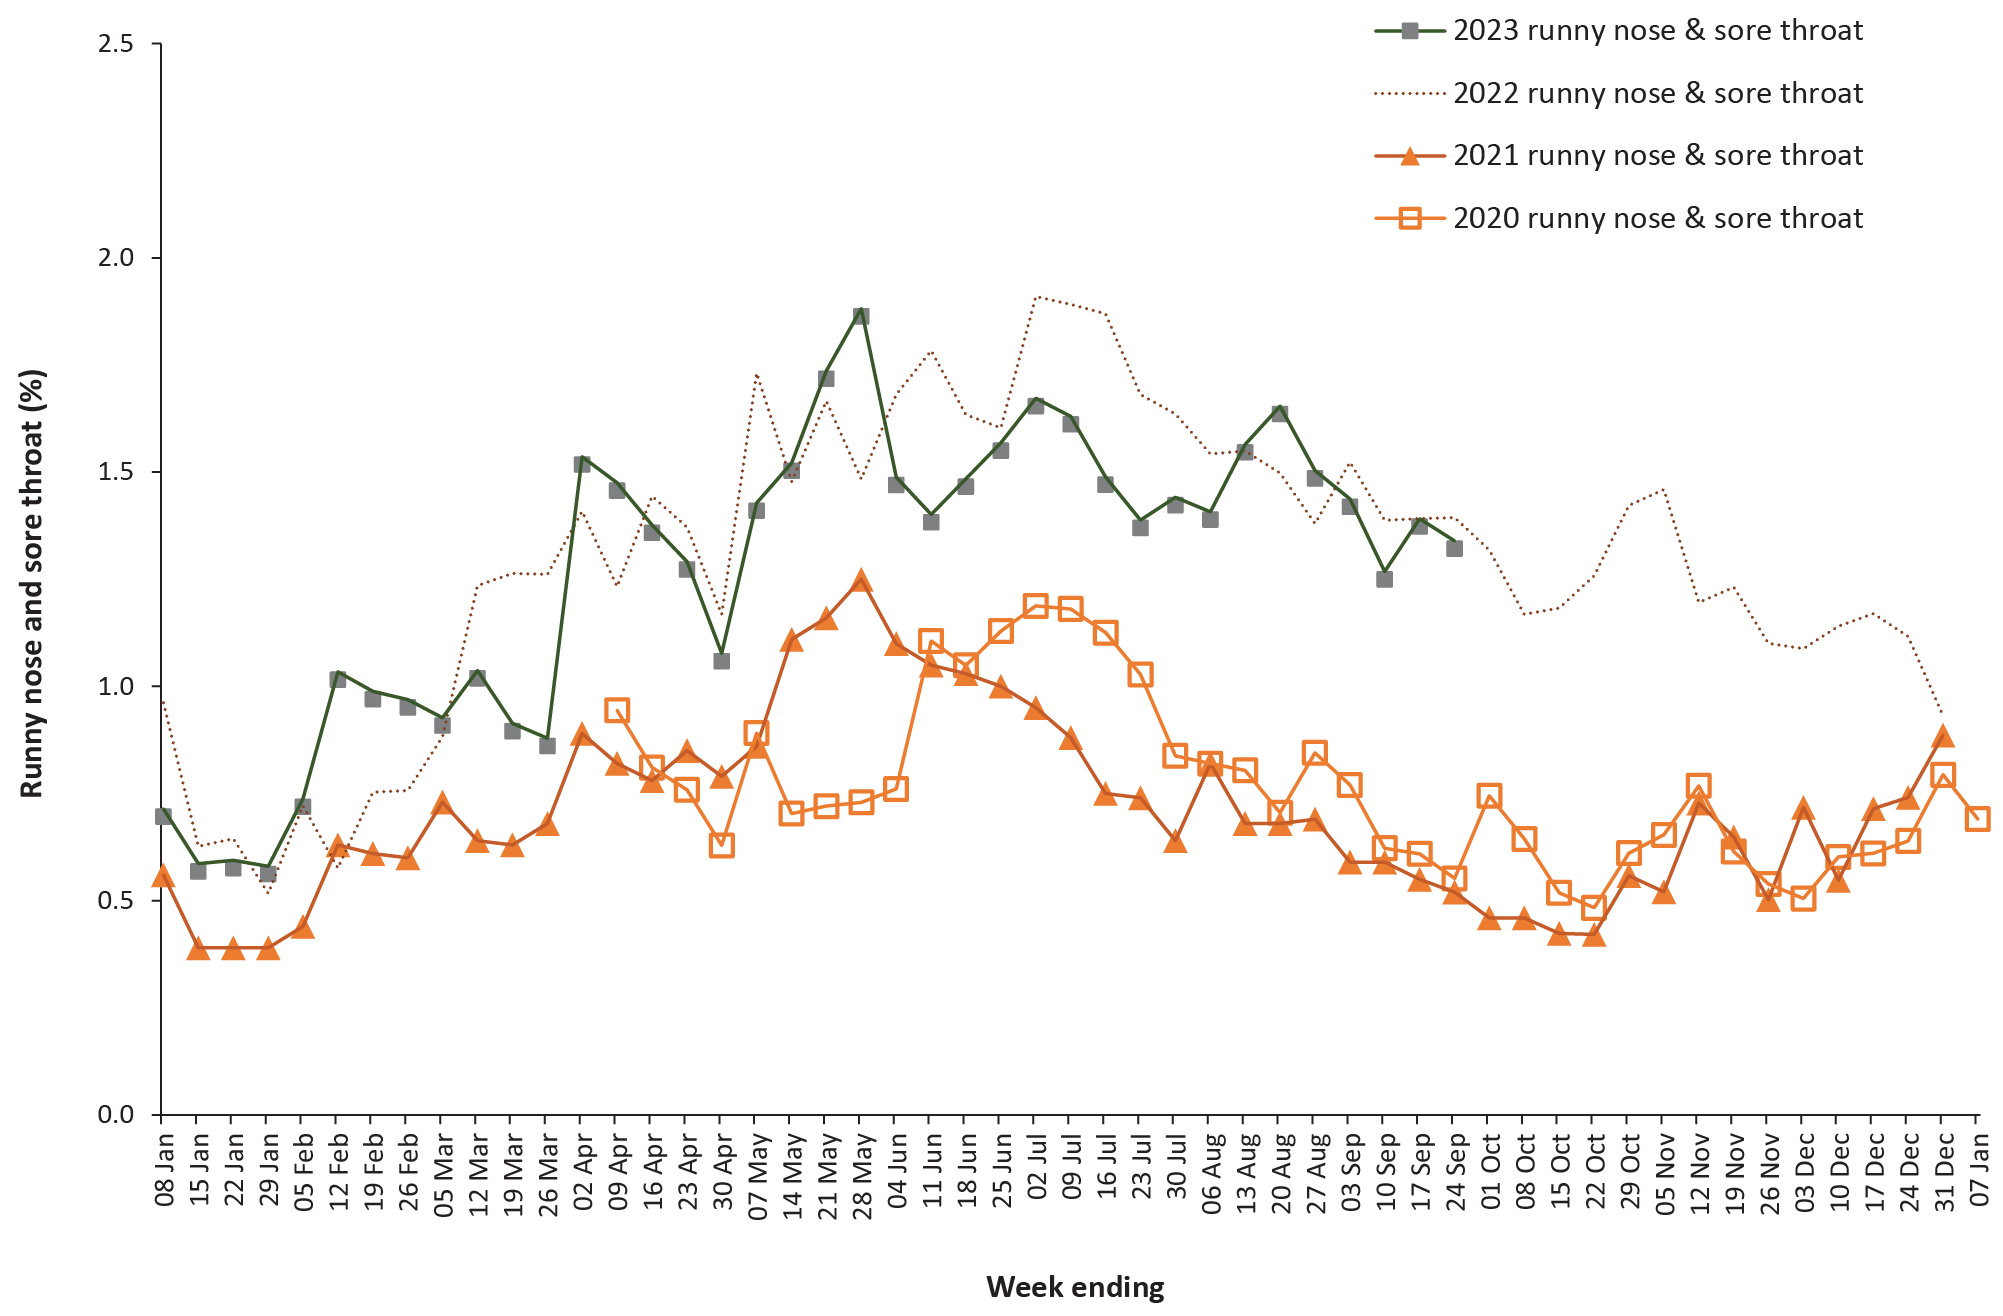 2023 runny nose & sore throat
2022 runny nose & sore throat
2021 runny nose & sore throat
2020 runny nose & sore throat
2.5
2.0
1.5
1.0
0.5
0.0
Runny nose and sore throat (%)
08 Jan
15 Jan
22 Jan
29 Jan
05 Feb
12 Feb
19 Feb
26 Feb
05 Mar
12 Mar
19 Mar
26 Mar
02 Apr
09 Apr
16 Apr
23 Apr
30 Apr
07 May
14 May
21 May
28 May
04 Jun
11 Jun
18 Jun
25 Jun
02 Jul
09 Jul
16 Jul
23 Jul
30 Jul
06 Aug
13 Aug
20 Aug
27 Aug
03 Sep
10 Sep
17 Sep
24 Sep
01 Oct
08 Oct
15 Oct
22 Oct
29 Oct
05 Nov
12 Nov
19 Nov
26 Nov
03 Dec
10 Dec
17 Dec
24 Dec
31 Dec
07 Jan
Week ending